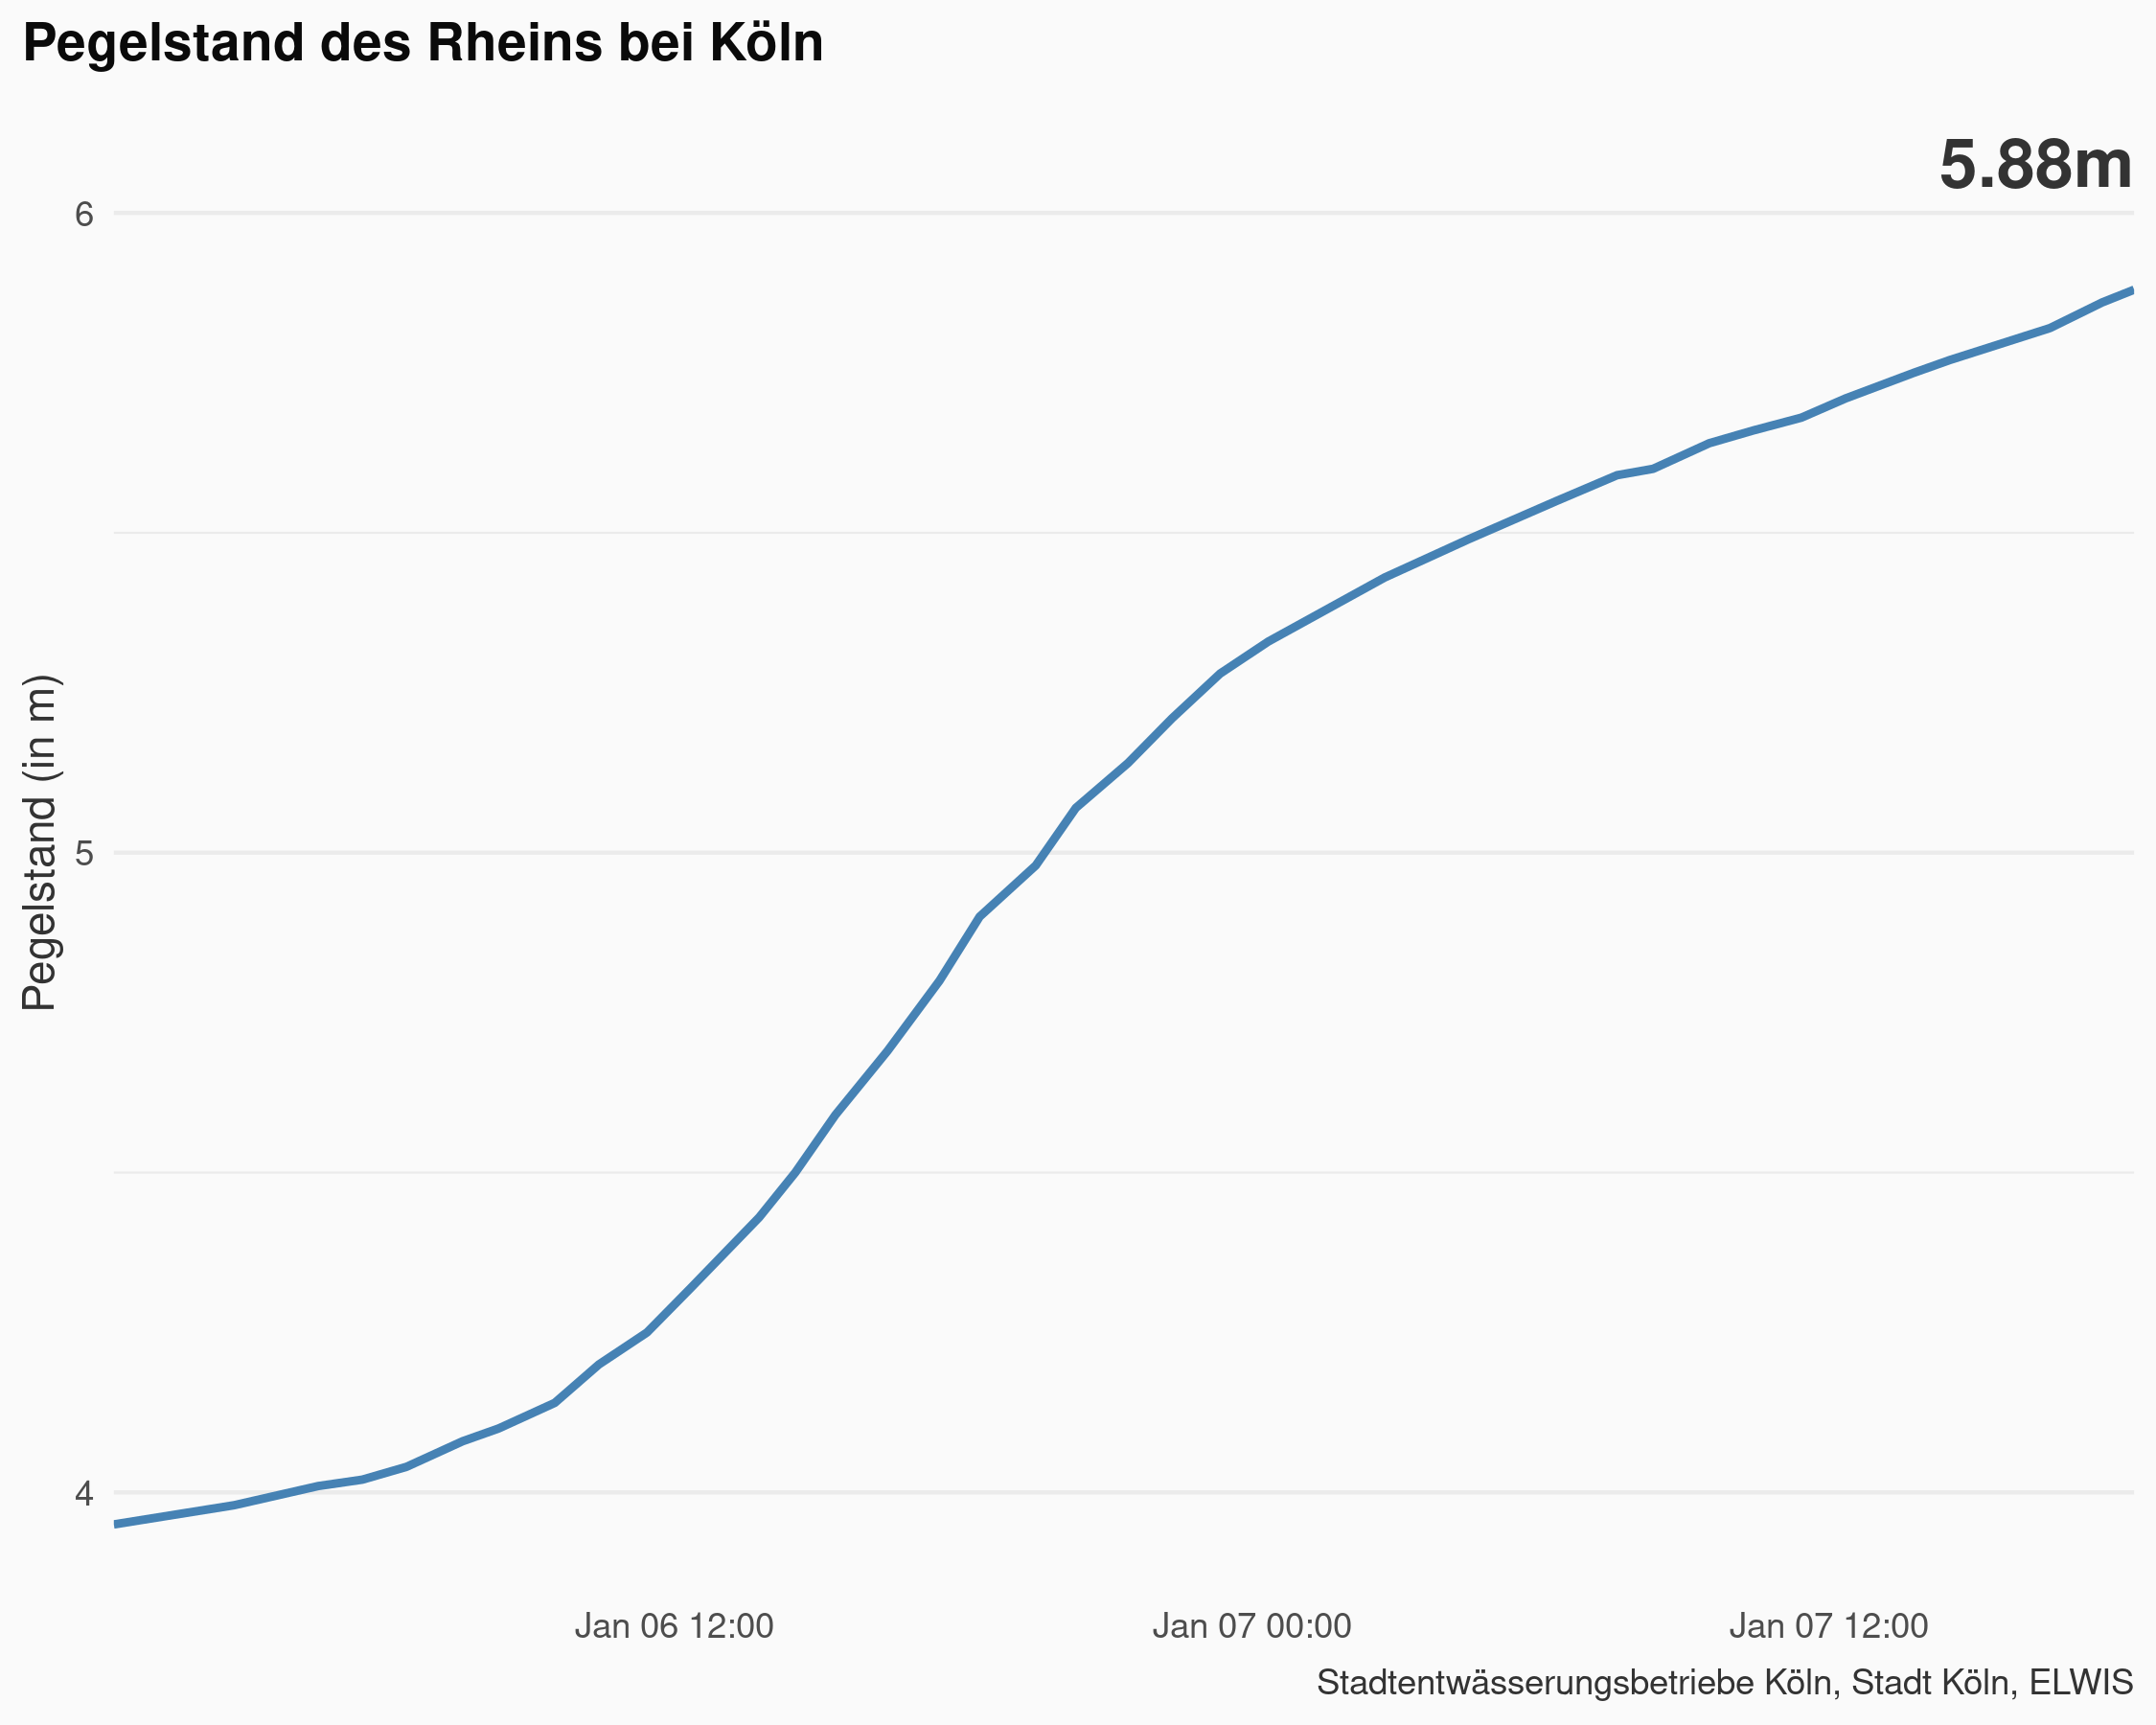 Pegelstand des Rheins bei Köln
5.88m
Pegelstand (in m)
6
5
4
Jan 06 12:00
Jan 07 00:00
Jan 07 12:00
Stadtentwässerungsbetriebe Köln, Stadt Köln, ELWIS